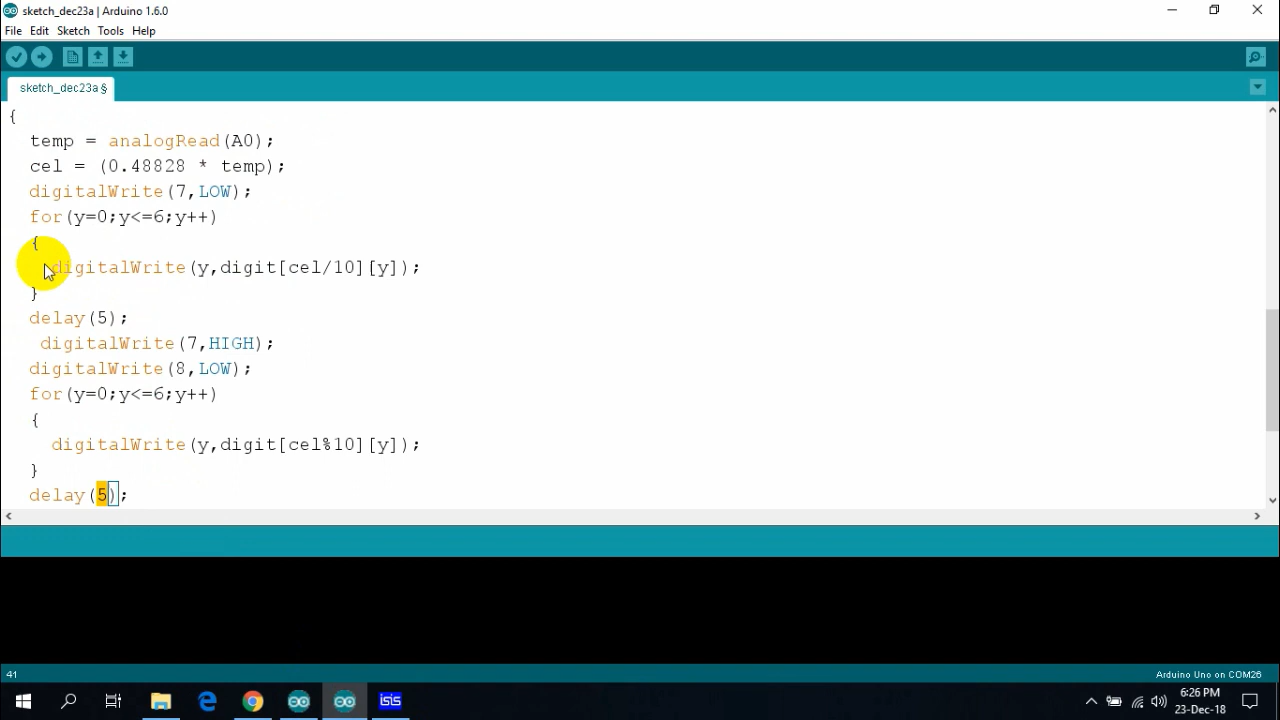 sketch_dec23a | Arduino 1.6.0
File Edit Sketch Tools Help
sketch_dec23a §
{
temp = analogRead(A0);
cel = (0.48828 * temp);
digitalWrite(7,LOW);
for(y=0;y<=6;y++)
{
digitalWrite(y,digit[cel/10][y]);
}
delay(5);
digitalWrite(7,HIGH);
digitalWrite(8,LOW);
for(y=0;y<=6;y++)
{
digitalWrite(y,digit[cel%10][y]);
}
delay(5);
41
Arduino Uno on COM26
isis
6:26 PM
23-Dec-18